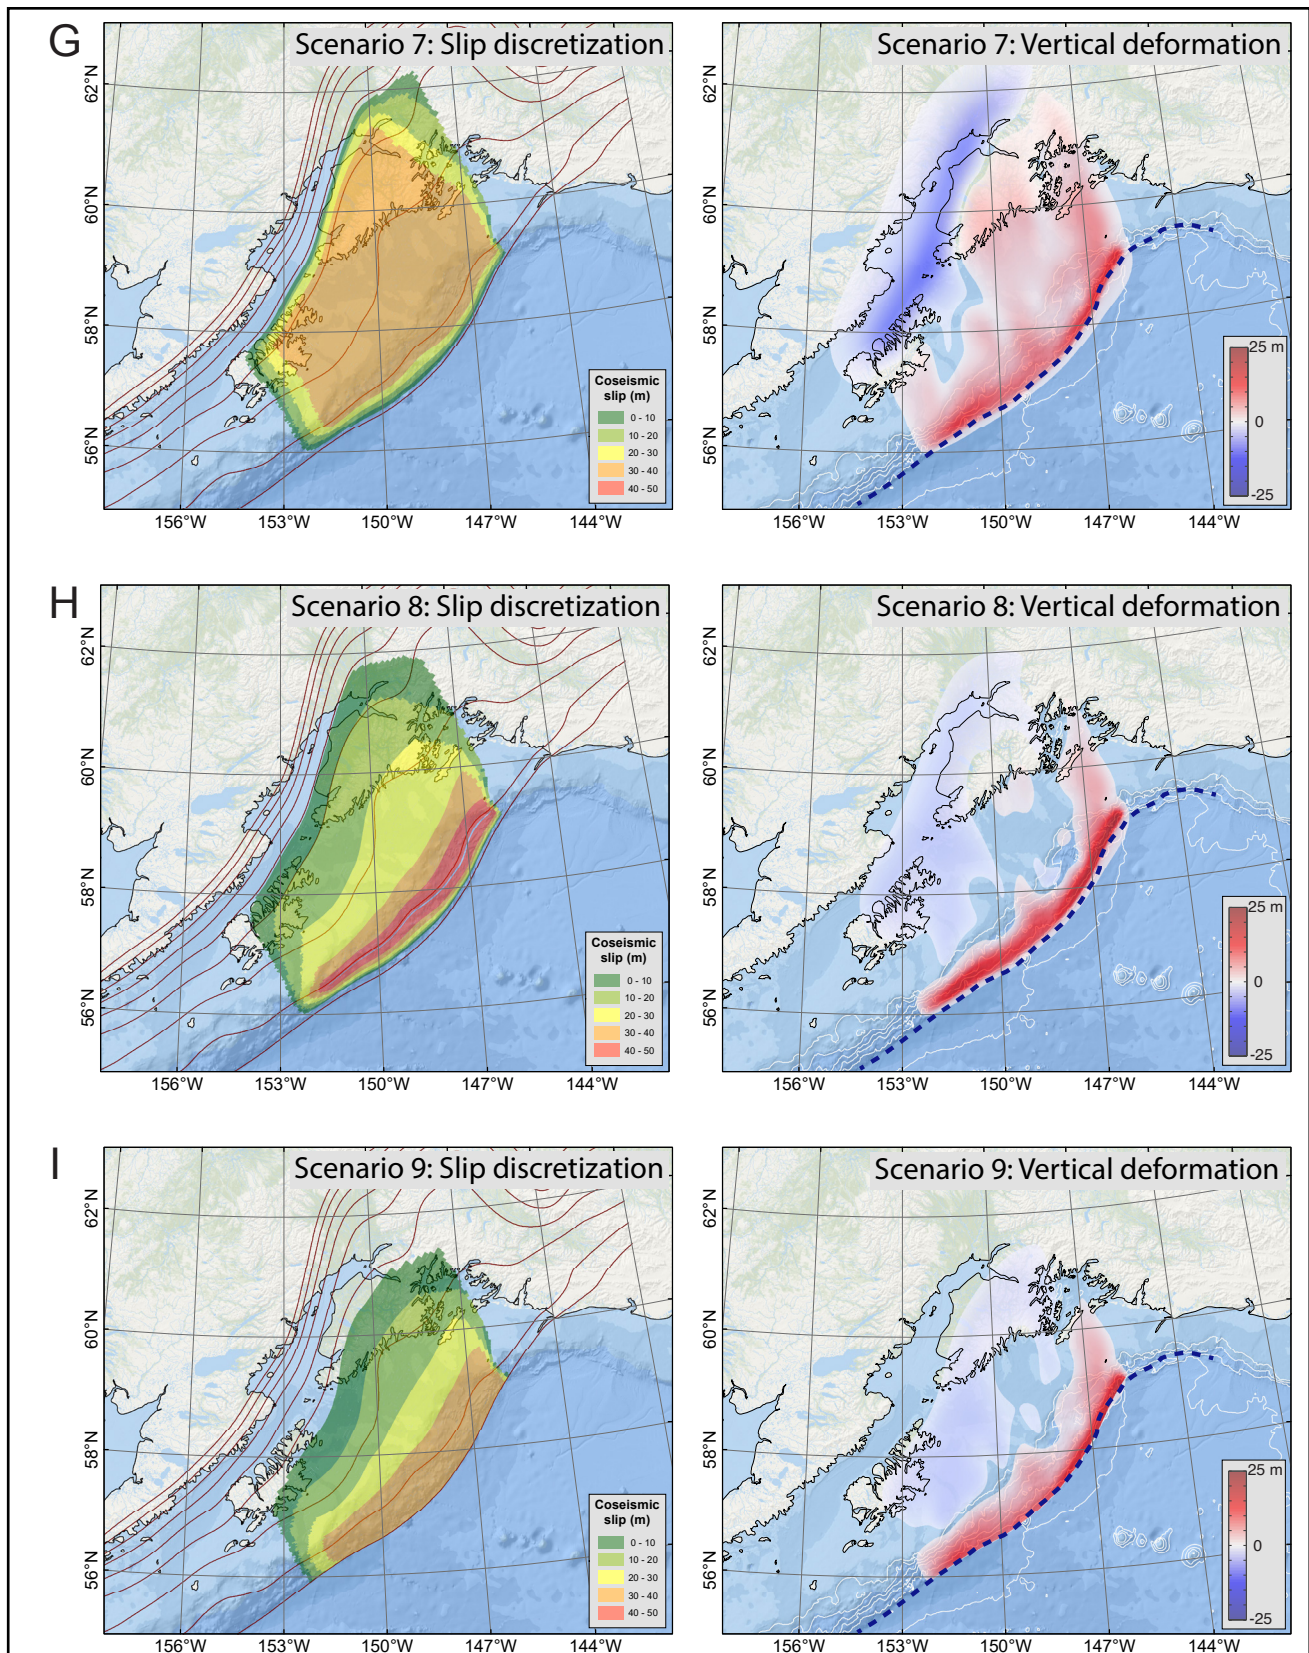 G
Scenario 7: Slip discretization
62°N
60°N
58°N
56°N
156°W
153°W
150°W
147°W
144°W
Coseismic
slip (m)
0 - 10
10 - 20
20 - 30
30 - 40
40 - 50
Scenario 7: Vertical deformation
62°N
60°N
58°N
56°N
156°W
153°W
150°W
147°W
144°W
25 m
0
-25
H
Scenario 8: Slip discretization
62°N
60°N
58°N
56°N
156°W
153°W
150°W
147°W
144°W
Coseismic
slip (m)
0 - 10
10 - 20
20 - 30
30 - 40
40 - 50
Scenario 8: Vertical deformation
62°N
60°N
58°N
56°N
156°W
153°W
150°W
147°W
144°W
25 m
0
-25
I
Scenario 9: Slip discretization
62°N
60°N
58°N
56°N
156°W
153°W
150°W
147°W
144°W
Coseismic
slip (m)
0 - 10
10 - 20
20 - 30
30 - 40
40 - 50
Scenario 9: Vertical deformation
62°N
60°N
58°N
56°N
156°W
153°W
150°W
147°W
144°W
25 m
0
-25